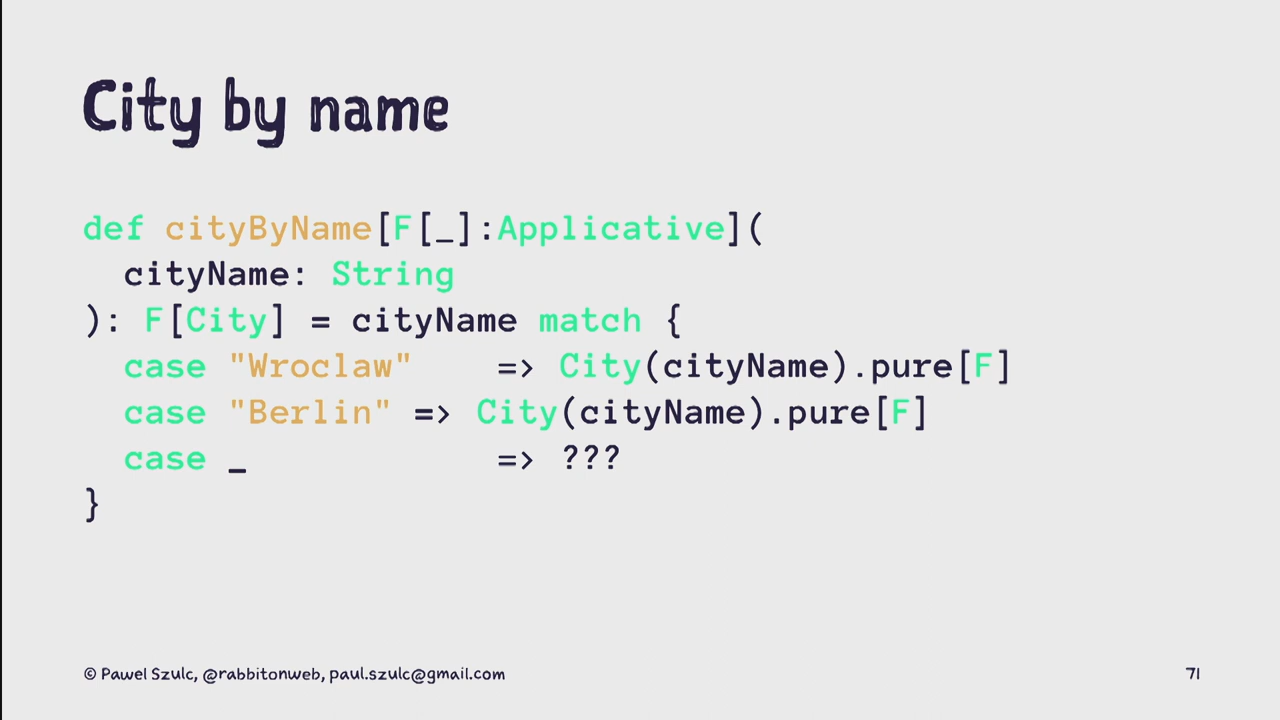 City by name
def cityByName[F[_]:Applicative](
  cityName: String
): F[City] = cityName match {
  case "Wroclaw"    => City(cityName).pure[F]
  case "Berlin" => City(cityName).pure[F]
  case _            => ???
}
© Pawel Szulc, @rabbitonweb, paul.szulc@gmail.com
71